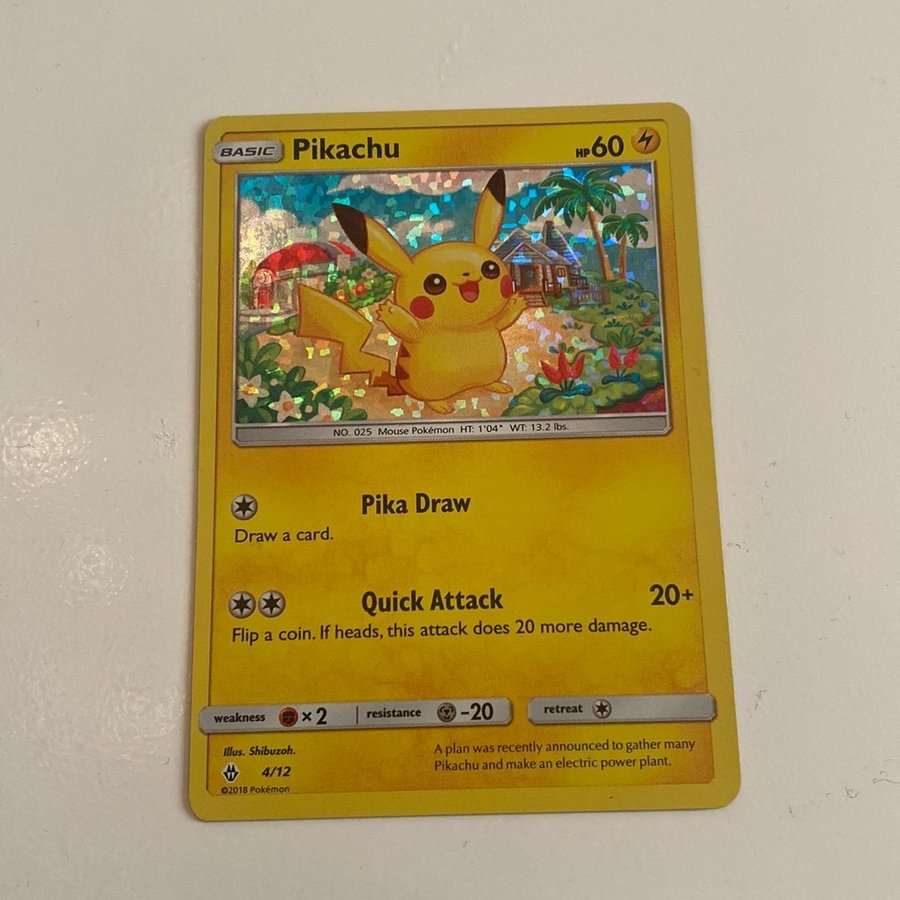 BASIC Pikachu HP60
NO. 025 Mouse Pokémon HT: 1'04" WT: 13.2 lbs.
Pika Draw
Draw a card.
Quick Attack 20+
Flip a coin. If heads, this attack does 20 more damage.
weakness ×2 resistance -20 retreat
Illus. Shibuzoh.
4/12
©2018 Pokémon
A plan was recently announced to gather many
Pikachu and make an electric power plant.